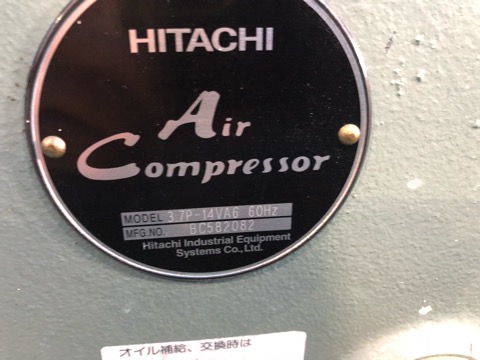 HITACHI
Air
Compressor
MODEL 3.7P-14VA6 60Hz
MFG.NO. BC582082
Hitachi Industrial Equipment
Systems Co., Ltd.
オイル補給、交換時は